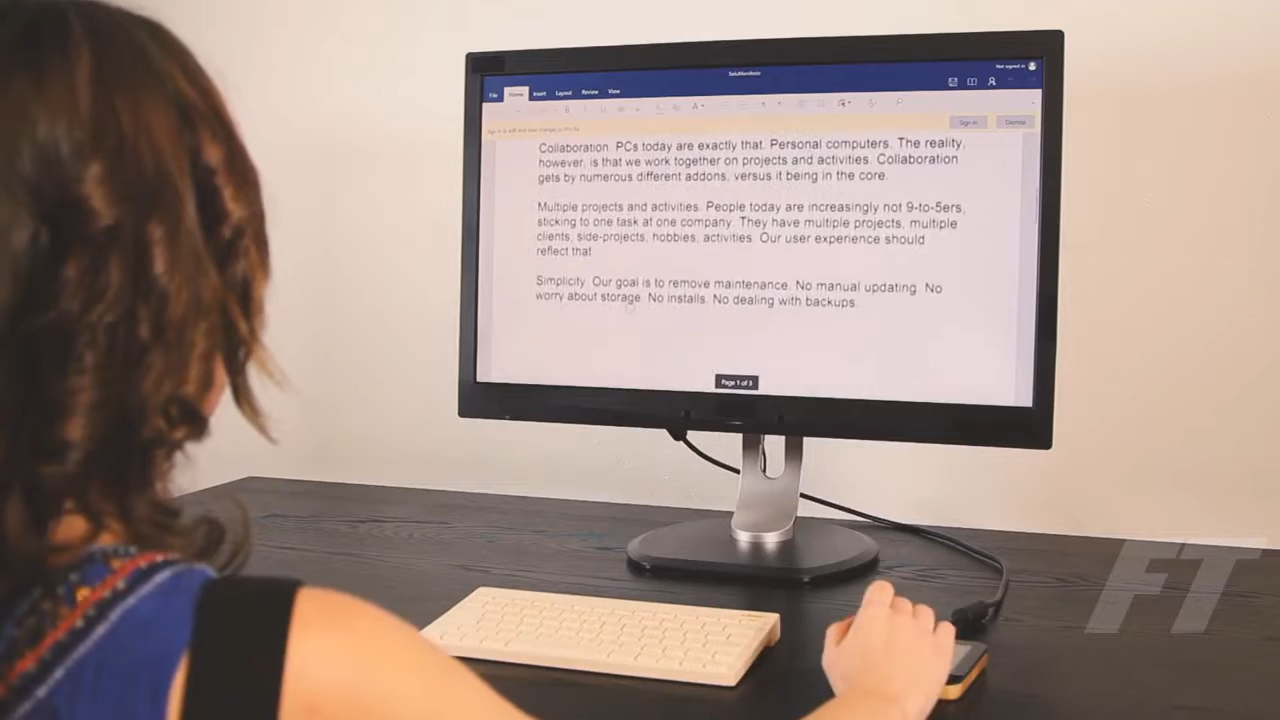 SoluManifesto
Not signed in
File Home Insert Layout Review View
Sign in Dismiss
Collaboration. PCs today are exactly that. Personal computers. The reality,
however, is that we work together on projects and activities. Collaboration
gets by numerous different addons, versus it being in the core.
Multiple projects and activities. People today are increasingly not 9-to-5ers,
sticking to one task at one company. They have multiple projects, multiple
clients, side-projects, hobbies, activities. Our user experience should
reflect that
Simplicity. Our goal is to remove maintenance. No manual updating. No
worry about storage. No installs. No dealing with backups.
Page 1 of 3
FT